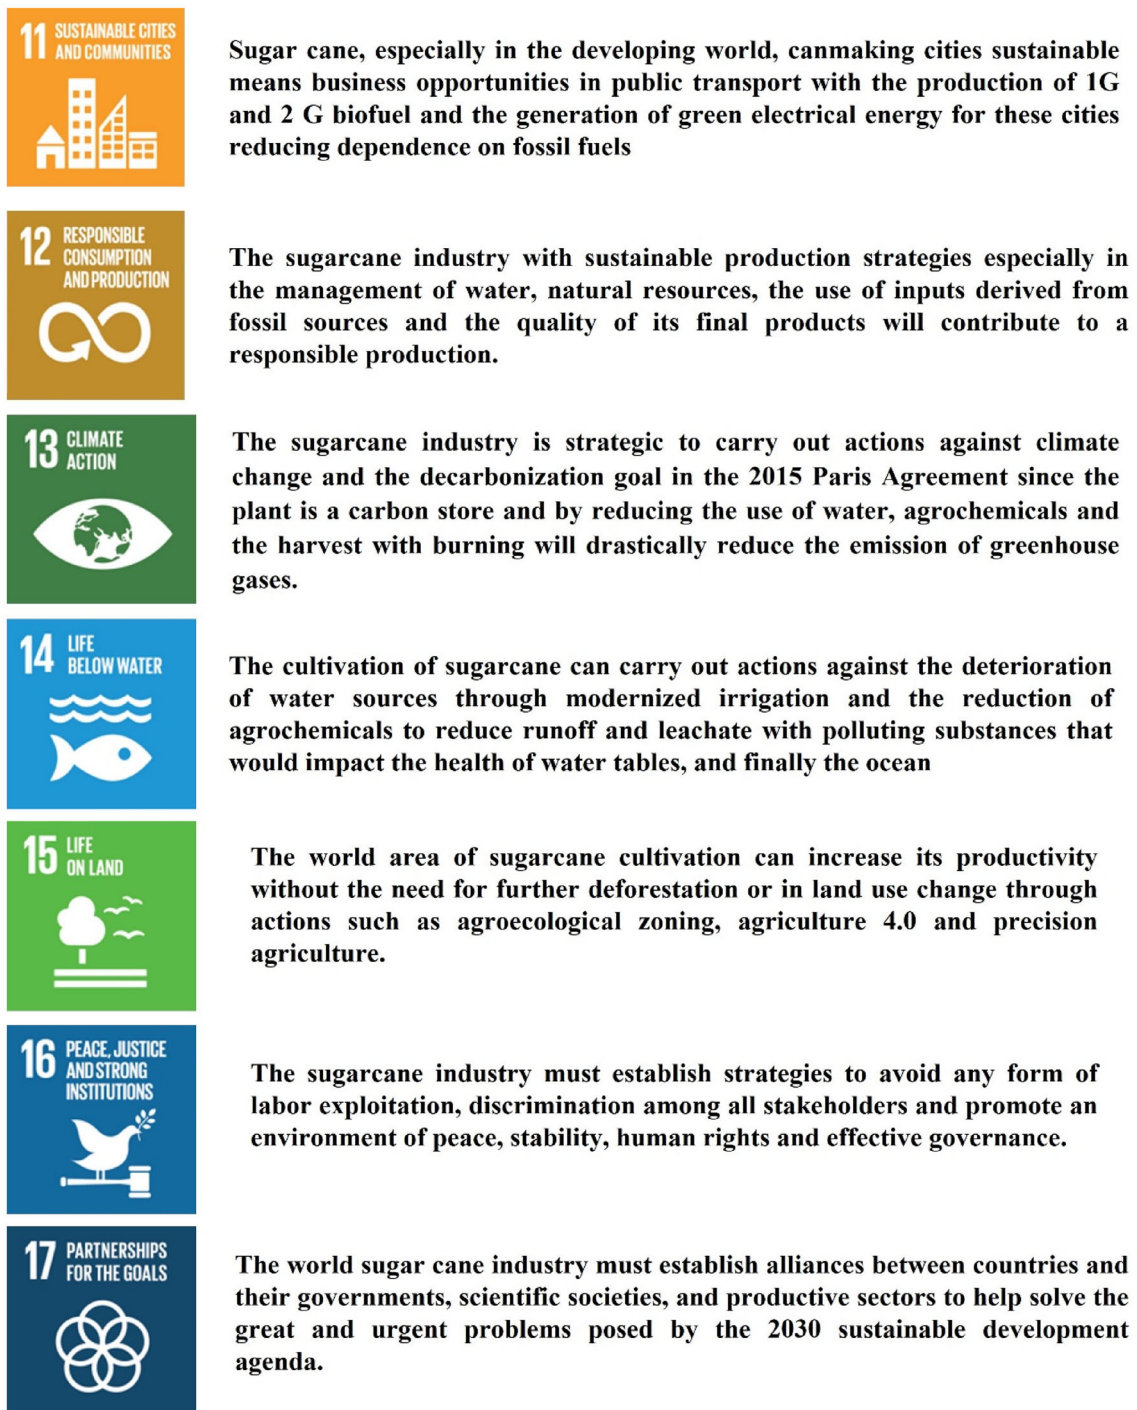 11 SUSTAINABLE CITIES
AND COMMUNITIES
Sugar cane, especially in the developing world, canmaking cities sustainable
means business opportunities in public transport with the production of 1G
and 2 G biofuel and the generation of green electrical energy for these cities
reducing dependence on fossil fuels
12 RESPONSIBLE
CONSUMPTION
AND PRODUCTION
The sugarcane industry with sustainable production strategies especially in
the management of water, natural resources, the use of inputs derived from
fossil sources and the quality of its final products will contribute to a
responsible production.
13 CLIMATE
ACTION
The sugarcane industry is strategic to carry out actions against climate
change and the decarbonization goal in the 2015 Paris Agreement since the
plant is a carbon store and by reducing the use of water, agrochemicals and
the harvest with burning will drastically reduce the emission of greenhouse
gases.
14 LIFE
BELOW WATER
The cultivation of sugarcane can carry out actions against the deterioration
of water sources through modernized irrigation and the reduction of
agrochemicals to reduce runoff and leachate with polluting substances that
would impact the health of water tables, and finally the ocean
15 LIFE
ON LAND
The world area of sugarcane cultivation can increase its productivity
without the need for further deforestation or in land use change through
actions such as agroecological zoning, agriculture 4.0 and precision
agriculture.
16 PEACE, JUSTICE
AND STRONG
INSTITUTIONS
The sugarcane industry must establish strategies to avoid any form of
labor exploitation, discrimination among all stakeholders and promote an
environment of peace, stability, human rights and effective governance.
17 PARTNERSHIPS
FOR THE GOALS
The world sugar cane industry must establish alliances between countries and
their governments, scientific societies, and productive sectors to help solve the
great and urgent problems posed by the 2030 sustainable development
agenda.